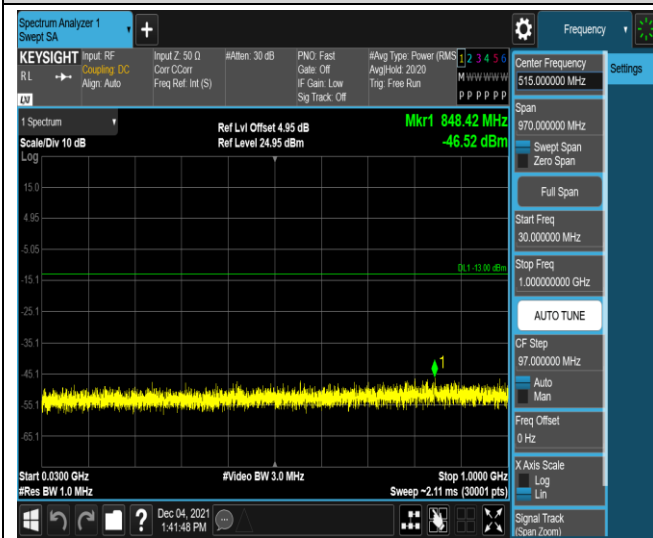 Spectrum Analyzer 1
Swept SA
+
Frequency
KEYSIGHT
RL
LXI
Input: RF
Coupling: DC
Align: Auto
Input Z: 50 Ω
Corr CCorr
Freq Ref: Int (S)
#Atten: 30 dB
PNO: Fast
Gate: Off
IF Gain: Low
Sig Track: Off
#Avg Type: Power (RMS
Avg|Hold: 20/20
Trig: Free Run
1 2 3 4 5 6
M W W W W W
P P P P P P
1 Spectrum
Scale/Div 10 dB
Log
Ref Lvl Offset 4.95 dB
Ref Level 24.95 dBm
Mkr1 848.42 MHz
-46.52 dBm
15.0
4.95
-5.05
DL1 -13.00 dBm
-15.1
-25.1
-35.1
1
-45.1
-55.1
-65.1
Start 0.0300 GHz
#Res BW 1.0 MHz
#Video BW 3.0 MHz
Stop 1.0000 GHz
Sweep ~2.11 ms (30001 pts)
?
Dec 04, 2021
1:41:48 PM
Center Frequency
515.000000 MHz
Settings
Span
970.000000 MHz
Swept Span
Zero Span
Full Span
Start Freq
30.000000 MHz
Stop Freq
1.000000000 GHz
AUTO TUNE
CF Step
97.000000 MHz
Auto
Man
Freq Offset
0 Hz
X Axis Scale
Log
Lin
Signal Track
(Span Zoom)